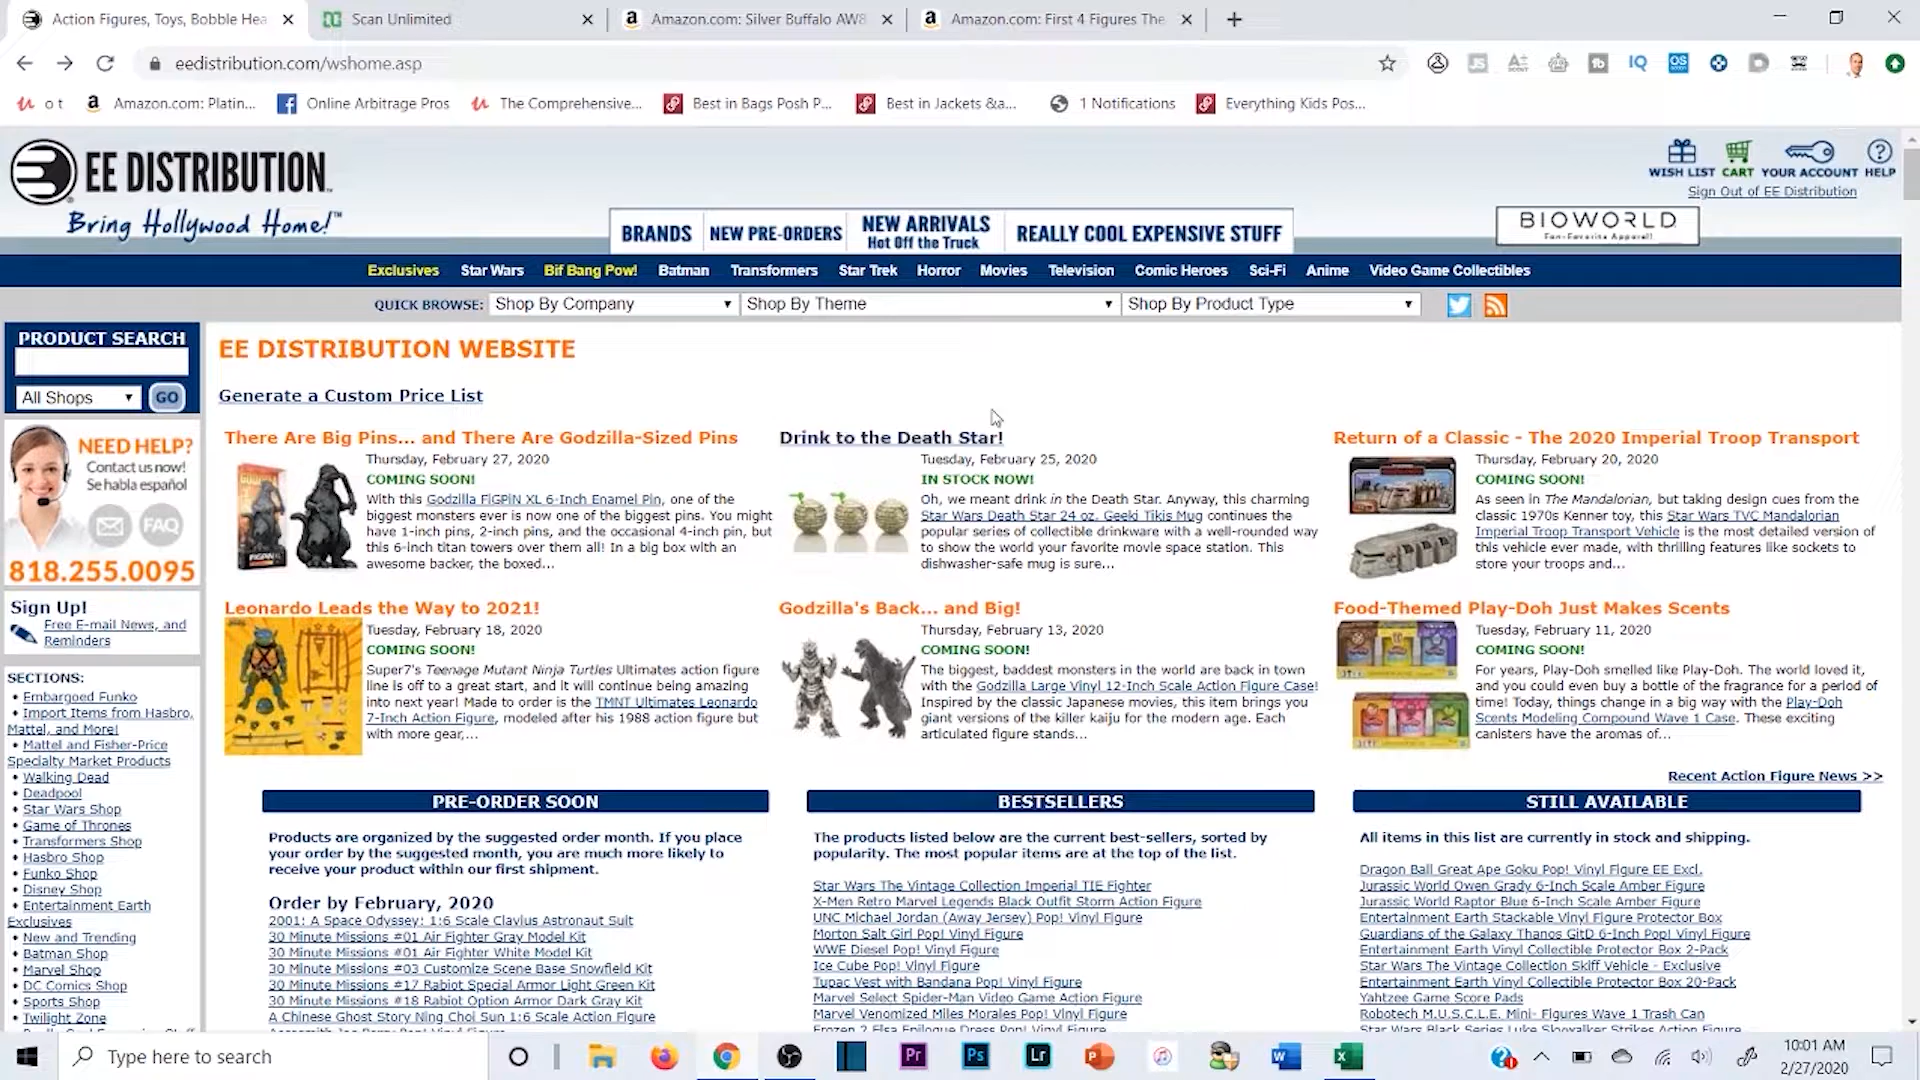 Action Figures, Toys, Bobble Hea
Scan Unlimited
Amazon.com: Silver Buffalo AW8
Amazon.com: First 4 Figures The
eedistribution.com/wshome.asp
o t
Amazon.com: Platin...
Online Arbitrage Pros
The Comprehensive...
Best in Bags Posh P...
Best in Jackets &a...
1 Notifications
Everything Kids Pos...
EE DISTRIBUTION
Bring Hollywood Home!™
WISH LIST CART YOUR ACCOUNT HELP
Sign Out of EE Distribution
BRANDS
NEW PRE-ORDERS
NEW ARRIVALS
Hot Off the Truck
REALLY COOL EXPENSIVE STUFF
BIOWORLD
Fan-Favorite Apparel!
Exclusives Star Wars Bif Bang Pow! Batman Transformers Star Trek Horror Movies Television Comic Heroes Sci-Fi Anime Video Game Collectibles
QUICK BROWSE: Shop By Company Shop By Theme Shop By Product Type
PRODUCT SEARCH
All Shops GO
NEED HELP?
Contact us now!
Se habla español
FAQ
818.255.0095
Sign Up!
Free E-mail News, and
Reminders
SECTIONS:
• Embargoed Funko
• Import Items from Hasbro,
Mattel, and More!
• Mattel and Fisher-Price
Specialty Market Products
• Walking Dead
• Deadpool
• Star Wars Shop
• Game of Thrones
• Transformers Shop
• Hasbro Shop
• Funko Shop
• Disney Shop
• Entertainment Earth
Exclusives
• New and Trending
• Batman Shop
• Marvel Shop
• DC Comics Shop
• Sports Shop
• Twilight Zone
EE DISTRIBUTION WEBSITE
Generate a Custom Price List
There Are Big Pins... and There Are Godzilla-Sized Pins
Thursday, February 27, 2020
COMING SOON!
With this Godzilla FiGPiN XL 6-Inch Enamel Pin, one of the
biggest monsters ever is now one of the biggest pins. You might
have 1-inch pins, 2-inch pins, and the occasional 4-inch pin, but
this 6-inch titan towers over them all! In a big box with an
awesome backer, the boxed...
Drink to the Death Star!
Tuesday, February 25, 2020
IN STOCK NOW!
Oh, we meant drink in the Death Star. Anyway, this charming
Star Wars Death Star 24 oz. Geeki Tikis Mug continues the
popular series of collectible drinkware with a well-rounded way
to show the world your favorite movie space station. This
dishwasher-safe mug is sure...
Return of a Classic - The 2020 Imperial Troop Transport
Thursday, February 20, 2020
COMING SOON!
As seen in The Mandalorian, but taking design cues from the
classic 1970s Kenner toy, this Star Wars TVC Mandalorian
Imperial Troop Transport Vehicle is the most detailed version of
this vehicle ever made, with thrilling features like sockets to
store your troops and...
Leonardo Leads the Way to 2021!
Tuesday, February 18, 2020
COMING SOON!
Super7's Teenage Mutant Ninja Turtles Ultimates action figure
line is off to a great start, and it will continue being amazing
into next year! Made to order is the TMNT Ultimates Leonardo
7-Inch Action Figure, modeled after his 1988 action figure but
with more gear,...
Godzilla's Back... and Big!
Thursday, February 13, 2020
COMING SOON!
The biggest, baddest monsters in the world are back in town
with the Godzilla Large Vinyl 12-Inch Scale Action Figure Case!
Inspired by the classic Japanese movies, this item brings you
giant versions of the killer kaiju for the modern age. Each
articulated figure stands...
Food-Themed Play-Doh Just Makes Scents
Tuesday, February 11, 2020
COMING SOON!
For years, Play-Doh smelled like Play-Doh. The world loved it,
and you could even buy a bottle of the fragrance for a period of
time! Today, things change in a big way with the Play-Doh
Scents Modeling Compound Wave 1 Case. These exciting
canisters have the aromas of...
Recent Action Figure News >>
PRE-ORDER SOON
Products are organized by the suggested order month. If you place
your order by the suggested month, you are much more likely to
receive your product within our first shipment.
Order by February, 2020
2001: A Space Odyssey: 1:6 Scale Clavius Astronaut Suit
30 Minute Missions #01 Air Fighter Gray Model Kit
30 Minute Missions #01 Air Fighter White Model Kit
30 Minute Missions #03 Customize Scene Base Snowfield Kit
30 Minute Missions #17 Rabiot Special Armor Light Green Kit
30 Minute Missions #18 Rabiot Option Armor Dark Gray Kit
A Chinese Ghost Story Ning Choi Sun 1:6 Scale Action Figure
BESTSELLERS
The products listed below are the current best-sellers, sorted by
popularity. The most popular items are at the top of the list.
Star Wars The Vintage Collection Imperial TIE Fighter
X-Men Retro Marvel Legends Black Outfit Storm Action Figure
UNC Michael Jordan (Away Jersey) Pop! Vinyl Figure
Morton Salt Girl Pop! Vinyl Figure
WWE Diesel Pop! Vinyl Figure
Ice Cube Pop! Vinyl Figure
Tupac Vest with Bandana Pop! Vinyl Figure
Marvel Select Spider-Man Video Game Action Figure
Marvel Venomized Miles Morales Pop! Vinyl Figure
Frozen 2 Elsa Epilogue Dress Pop! Vinyl Figure
STILL AVAILABLE
All items in this list are currently in stock and shipping.
Dragon Ball Great Ape Goku Pop! Vinyl Figure EE Excl.
Jurassic World Owen Grady 6-Inch Scale Amber Figure
Jurassic World Raptor Blue 6-Inch Scale Amber Figure
Entertainment Earth Stackable Vinyl Figure Protector Box
Guardians of the Galaxy Thanos GitD 6-Inch Pop! Vinyl Figure
Entertainment Earth Vinyl Collectible Protector Box 2-Pack
Star Wars The Vintage Collection Skiff Vehicle - Exclusive
Entertainment Earth Vinyl Collectible Protector Box 20-Pack
Yahtzee Game Score Pads
Robotech M.U.S.C.L.E. Mini- Figures Wave 1 Trash Can
Star Wars Black Series Luke Skywalker Strikes Action Figure
Type here to search
10:01 AM
2/27/2020